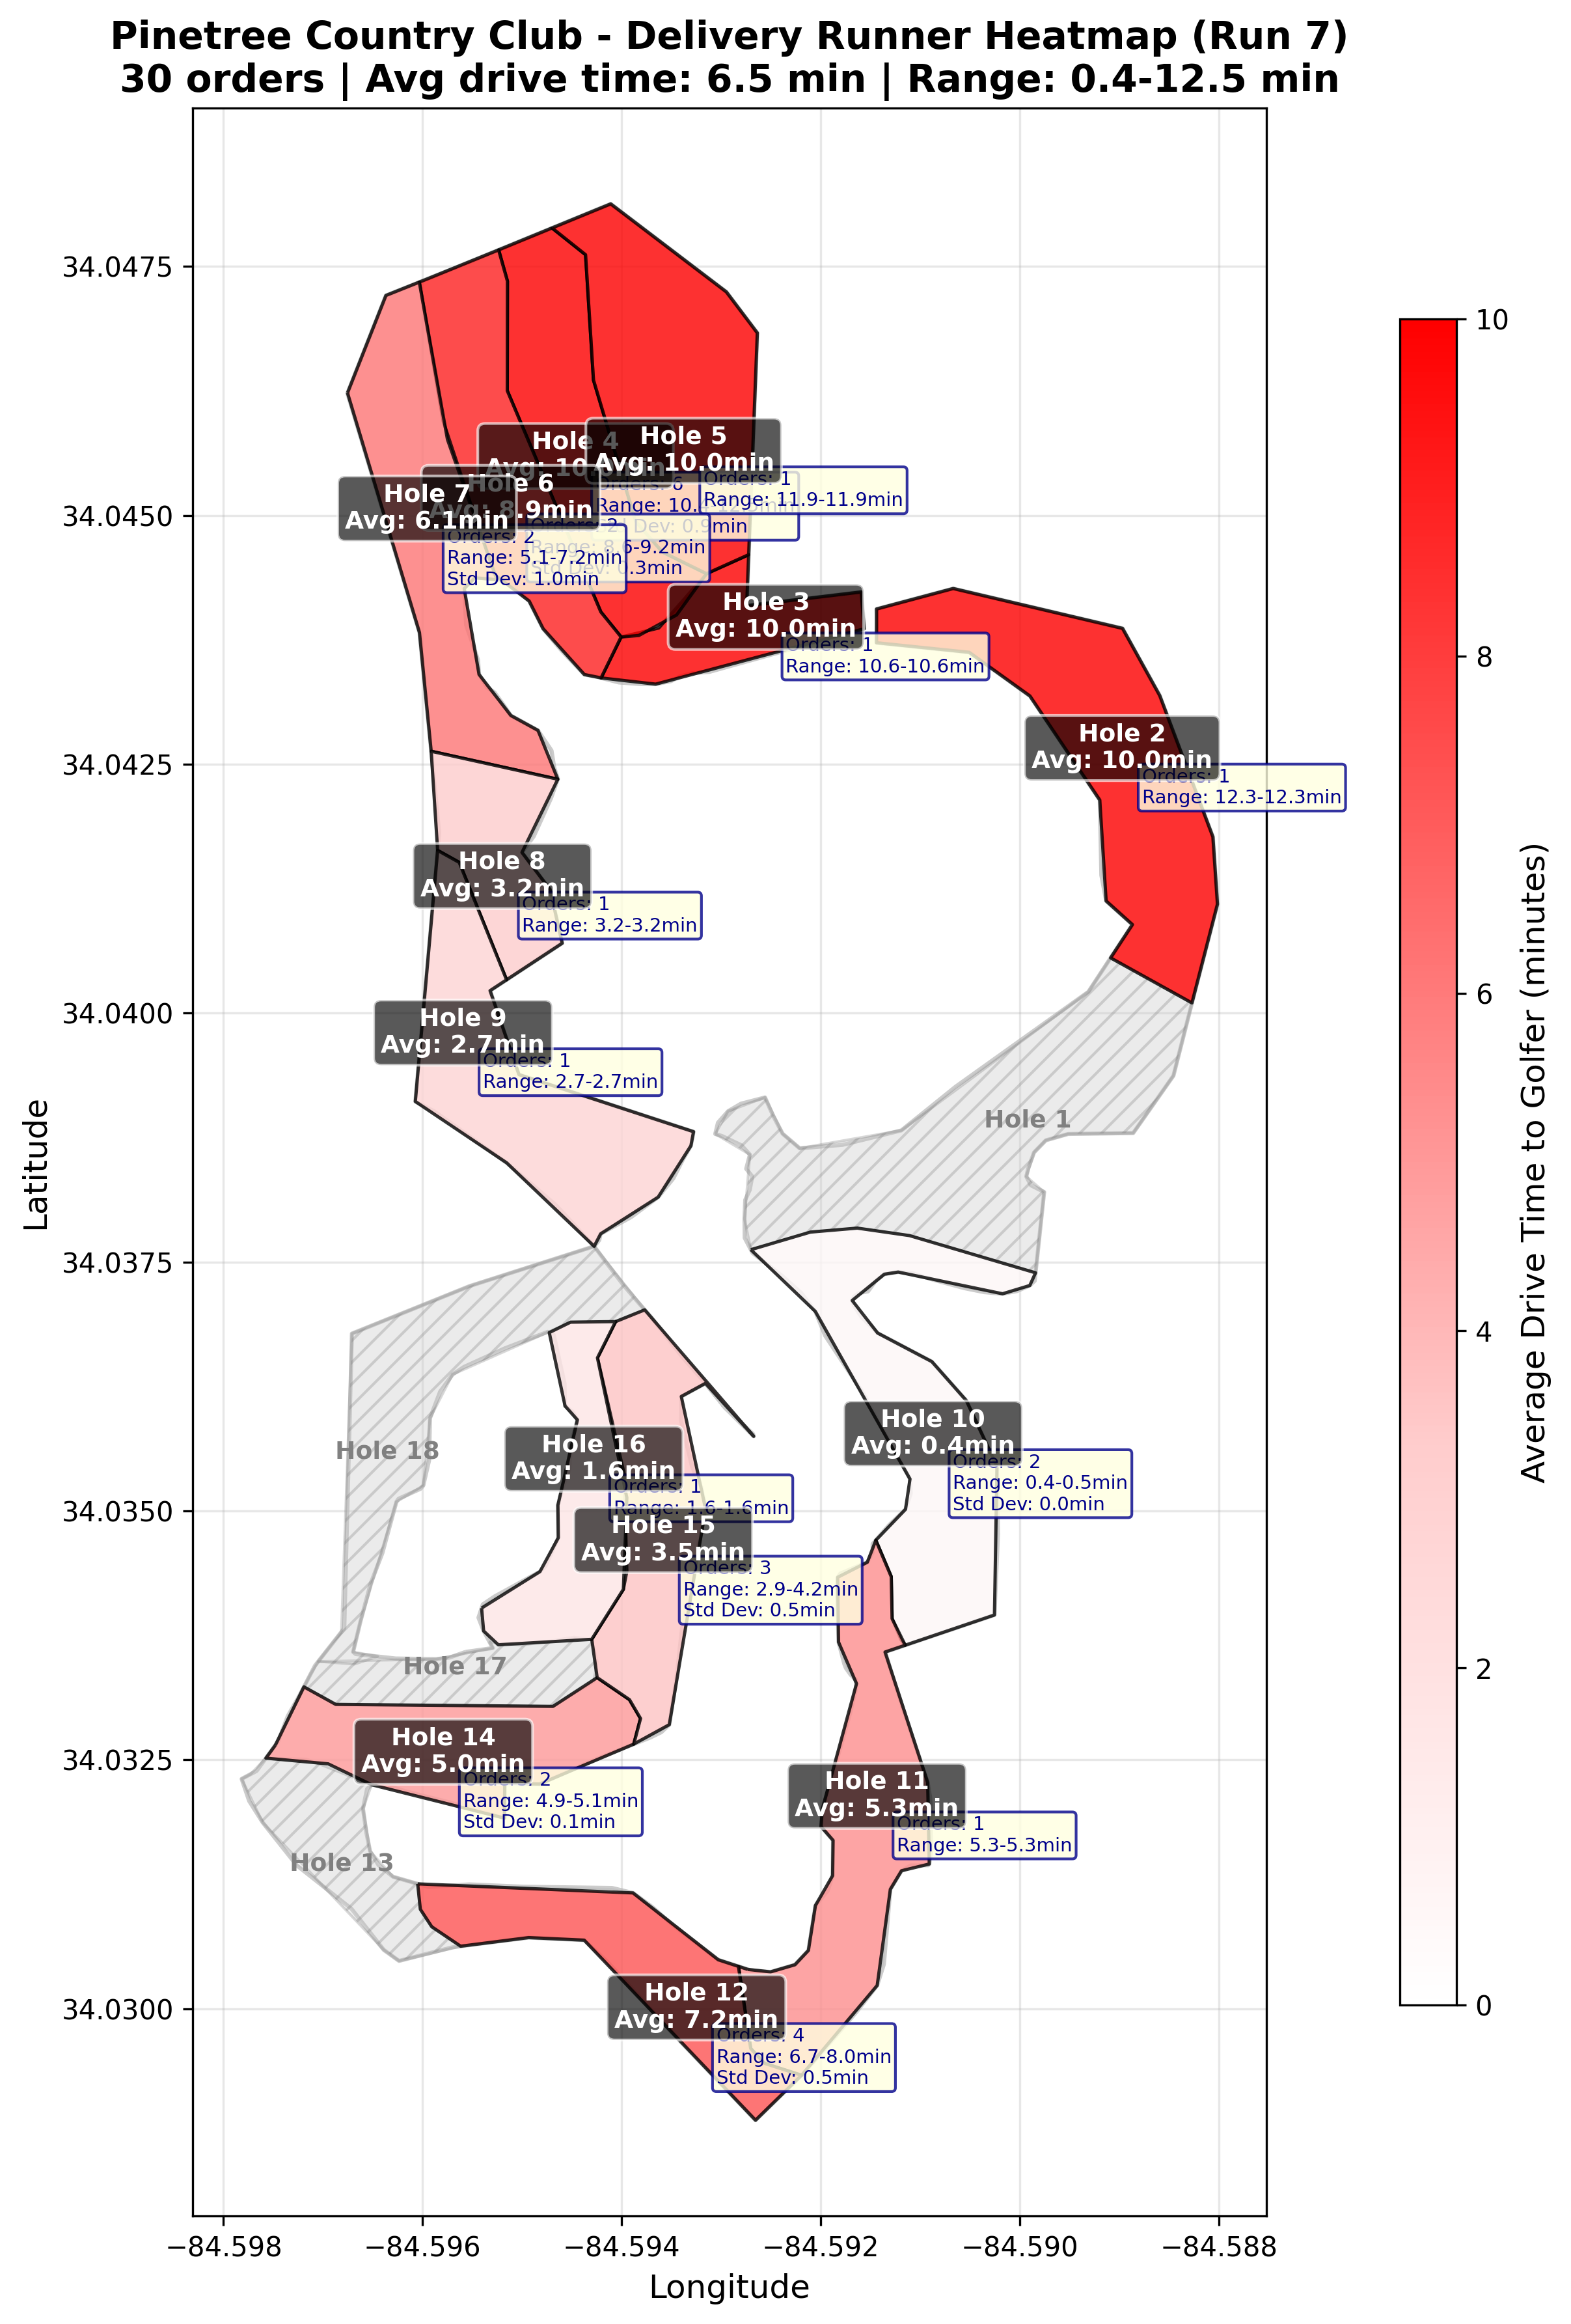 Pinetree Country Club - Delivery Runner Heatmap (Run 7)
30 orders | Avg drive time: 6.5 min | Range: 0.4-12.5 min
34.0475
34.0450
34.0425
34.0400
34.0375
34.0350
34.0325
34.0300
Latitude
−84.598
−84.596
−84.594
−84.592
−84.590
−84.588
Longitude
10
8
6
4
2
0
Average Drive Time to Golfer (minutes)
Hole 4
Avg: 10.
Orders: 6
Range: 10.
Dev: 0.9min
Hole 5
Avg: 10.0min
Orders: 1
Range: 11.9-11.9min
Hole 6
8.9min
Orders: 2
Range: 8.6-9.2min
0.3min
Hole 7
Avg: 6.1min
Orders: 2
Range: 5.1-7.2min
Std Dev: 1.0min
Hole 3
Avg: 10.0min
Orders: 1
Range: 10.6-10.6min
Hole 2
Avg: 10.0min
Orders: 1
Range: 12.3-12.3min
Hole 8
Avg: 3.2min
Orders: 1
Range: 3.2-3.2min
Hole 9
Avg: 2.7min
Orders: 1
Range: 2.7-2.7min
Hole 1
Hole 10
Avg: 0.4min
Orders: 2
Range: 0.4-0.5min
Std Dev: 0.0min
Hole 18
Hole 16
Avg: 1.6min
Orders: 1
Range: 1.6-1.6min
Hole 15
Avg: 3.5min
Orders: 3
Range: 2.9-4.2min
Std Dev: 0.5min
Hole 17
Hole 14
Avg: 5.0min
Orders: 2
Range: 4.9-5.1min
Std Dev: 0.1min
Hole 11
Avg: 5.3min
Orders: 1
Range: 5.3-5.3min
Hole 13
Hole 12
Avg: 7.2min
Orders: 4
Range: 6.7-8.0min
Std Dev: 0.5min